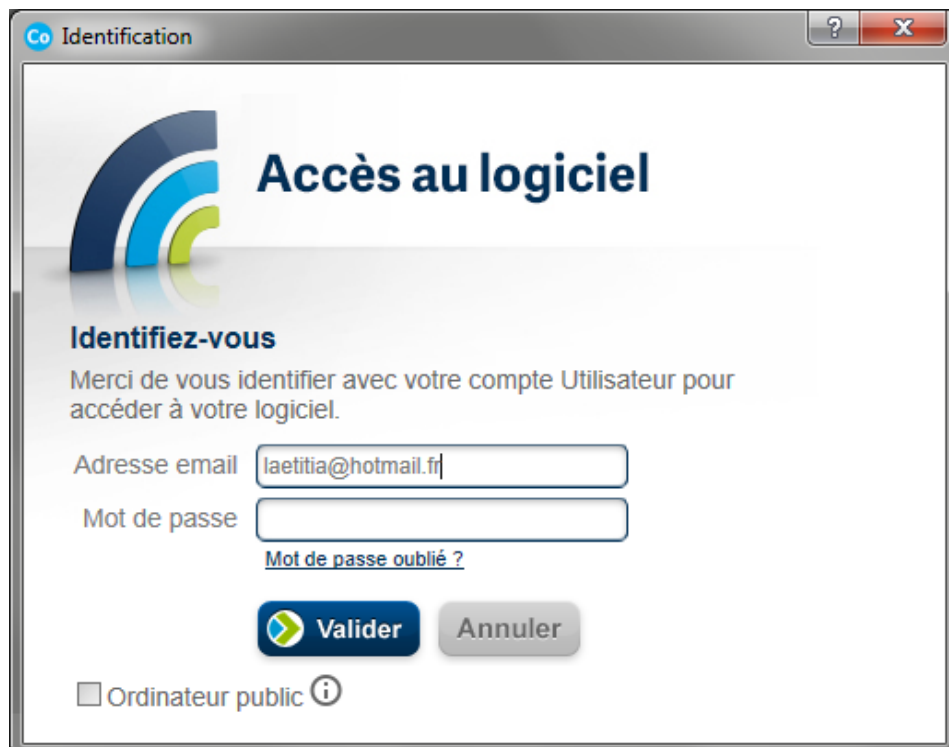 Co Identification
Accès au logiciel
Identifiez-vous
Merci de vous identifier avec votre compte Utilisateur pour
accéder à votre logiciel.
Adresse email laetitia@hotmail.fr
Mot de passe
Mot de passe oublié ?
Valider Annuler
Ordinateur public